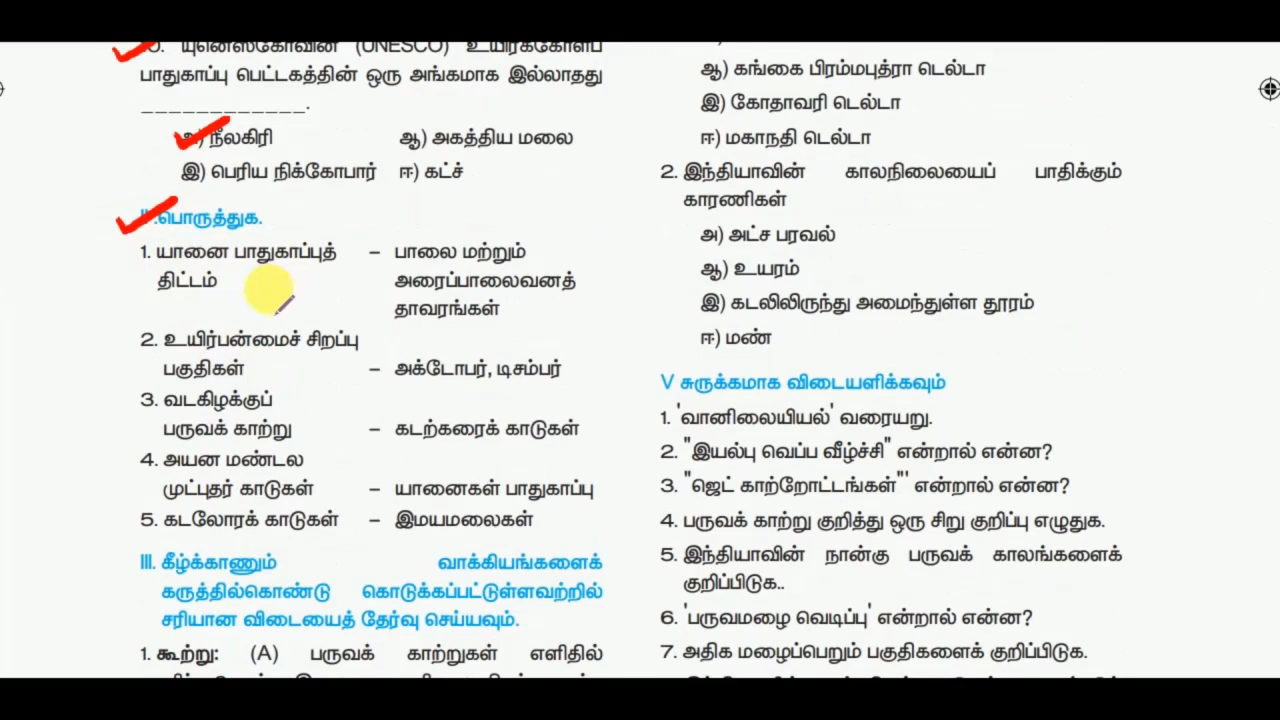 யுனெஸ்கோவின் (UNESCO) உயிர்க்கோளப்
பாதுகாப்பு பெட்டகத்தின் ஒரு அங்கமாக இல்லாதது
____________.
அ) நீலகிரி ஆ) அகத்திய மலை
இ) பெரிய நிக்கோபார் ஈ) கட்ச்
II .பொருத்துக.
1. யானை பாதுகாப்புத் – பாலை மற்றும்
திட்டம் அரைப்பாலைவனத்
தாவரங்கள்
2. உயிர்பன்மைச் சிறப்பு
பகுதிகள் – அக்டோபர், டிசம்பர்
3. வடகிழக்குப்
பருவக் காற்று – கடற்கரைக் காடுகள்
4. அயன மண்டல
முட்புதர் காடுகள் – யானைகள் பாதுகாப்பு
5. கடலோரக் காடுகள் – இமயமலைகள்
III. கீழ்க்காணும் வாக்கியங்களைக்
கருத்தில்கொண்டு கொடுக்கப்பட்டுள்ளவற்றில்
சரியான விடையைத் தேர்வு செய்யவும்.
1. கூற்று: (A) பருவக் காற்றுகள் எளிதில்
ஆ) கங்கை பிரம்மபுத்ரா டெல்டா
இ) கோதாவரி டெல்டா
ஈ) மகாநதி டெல்டா
2. இந்தியாவின் காலநிலையைப் பாதிக்கும்
காரணிகள்
அ) அட்ச பரவல்
ஆ) உயரம்
இ) கடலிலிருந்து அமைந்துள்ள தூரம்
ஈ) மண்
V சுருக்கமாக விடையளிக்கவும்
1. 'வானிலையியல்' வரையறு.
2. "இயல்பு வெப்ப வீழ்ச்சி" என்றால் என்ன?
3. "ஜெட் காற்றோட்டங்கள்"' என்றால் என்ன?
4. பருவக் காற்று குறித்து ஒரு சிறு குறிப்பு எழுதுக.
5. இந்தியாவின் நான்கு பருவக் காலங்களைக்
குறிப்பிடுக..
6. 'பருவமழை வெடிப்பு' என்றால் என்ன?
7. அதிக மழைப்பெறும் பகுதிகளைக் குறிப்பிடுக.